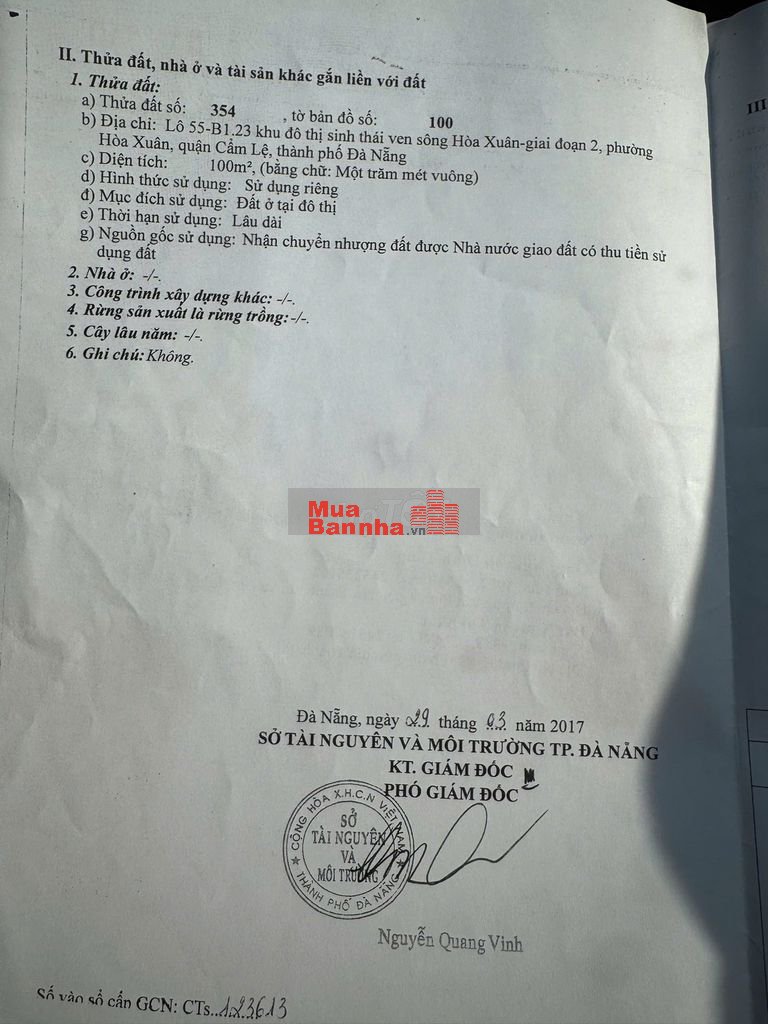 II. Thửa đất, nhà ở và tài sản khác gắn liền với đất
III
1. Thửa đất:
a) Thửa đất số: 354 , tờ bản đồ số: 100
b) Địa chỉ: Lô 55-B1.23 khu đô thị sinh thái ven sông Hòa Xuân-giai đoạn 2, phường
Hòa Xuân, quận Cẩm Lệ, thành phố Đà Nẵng
c) Diện tích: 100m², (bằng chữ: Một trăm mét vuông)
d) Hình thức sử dụng: Sử dụng riêng
đ) Mục đích sử dụng: Đất ở tại đô thị
e) Thời hạn sử dụng: Lâu dài
g) Nguồn gốc sử dụng: Nhận chuyển nhượng đất được Nhà nước giao đất có thu tiền sử
dụng đất
2. Nhà ở: -/-.
3. Công trình xây dựng khác: -/-.
4. Rừng sản xuất là rừng trồng: -/-.
5. Cây lâu năm: -/-.
6. Ghi chú: Không.
Mua
Bannha.vn
Đà Nẵng, ngày 29 tháng 03 năm 2017
SỞ TÀI NGUYÊN VÀ MÔI TRƯỜNG TP. ĐÀ NẴNG
KT. GIÁM ĐỐC
PHÓ GIÁM ĐỐC
CỘNG HÒA X.H.C.N VIỆT NAM
SỞ
TÀI NGUYÊN
VÀ
MÔI TRƯỜNG
THÀNH PHỐ ĐÀ NẴNG
Nguyễn Quang Vinh
Số vào sổ cấp GCN: CTs..123613